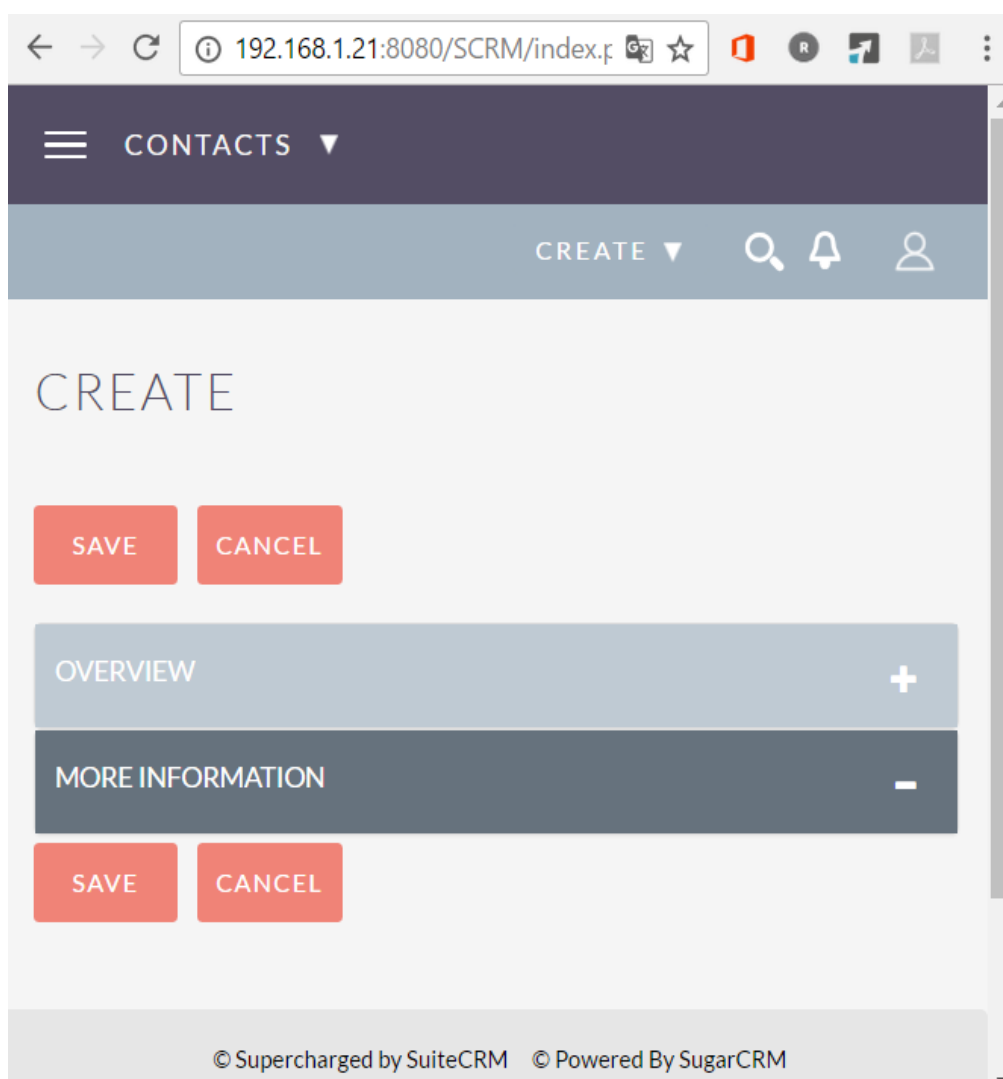 192.168.1.21:8080/SCRM/index.p
CONTACTS ▼
CREATE ▼
CREATE
SAVE CANCEL
OVERVIEW
MORE INFORMATION
SAVE CANCEL
© Supercharged by SuiteCRM © Powered By SugarCRM